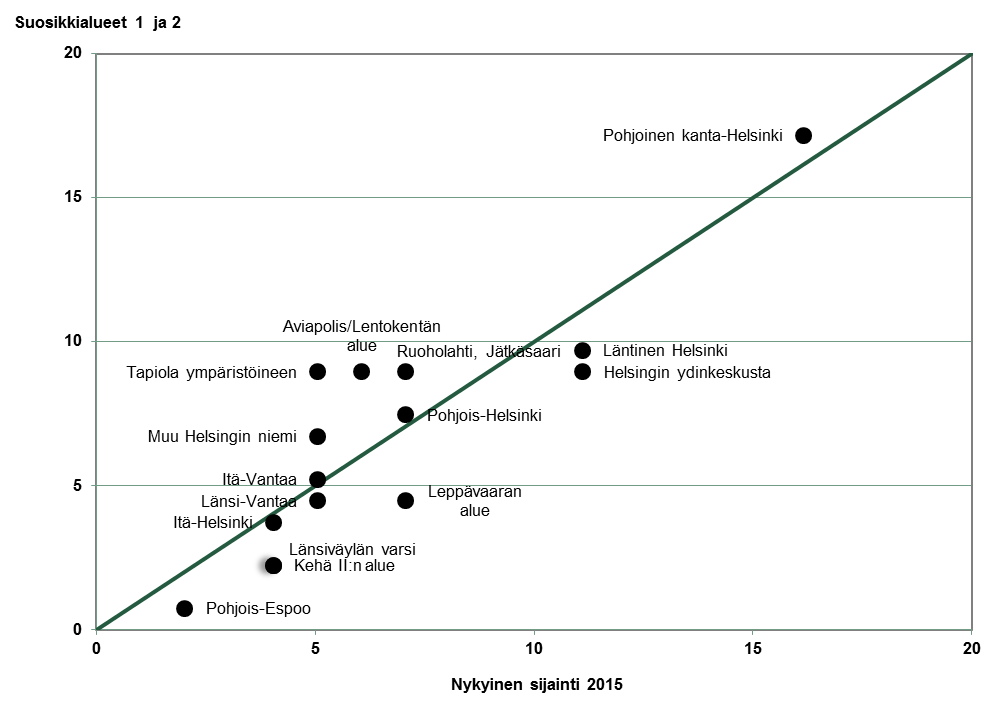 Suosikkialueet 1 ja 2
20
Pohjoinen kanta-Helsinki
15
Aviapolis/Lentokentän
alue
10
Ruoholahti, Jätkäsaari
Läntinen Helsinki
Tapiola ympäristöineen
Helsingin ydinkeskusta
Pohjois-Helsinki
Muu Helsingin niemi
Itä-Vantaa
5
Leppävaaran
alue
Länsi-Vantaa
Itä-Helsinki
Länsiväylän varsi
Kehä II:n alue
Pohjois-Espoo
0
0 5 10 15 20
Nykyinen sijainti 2015